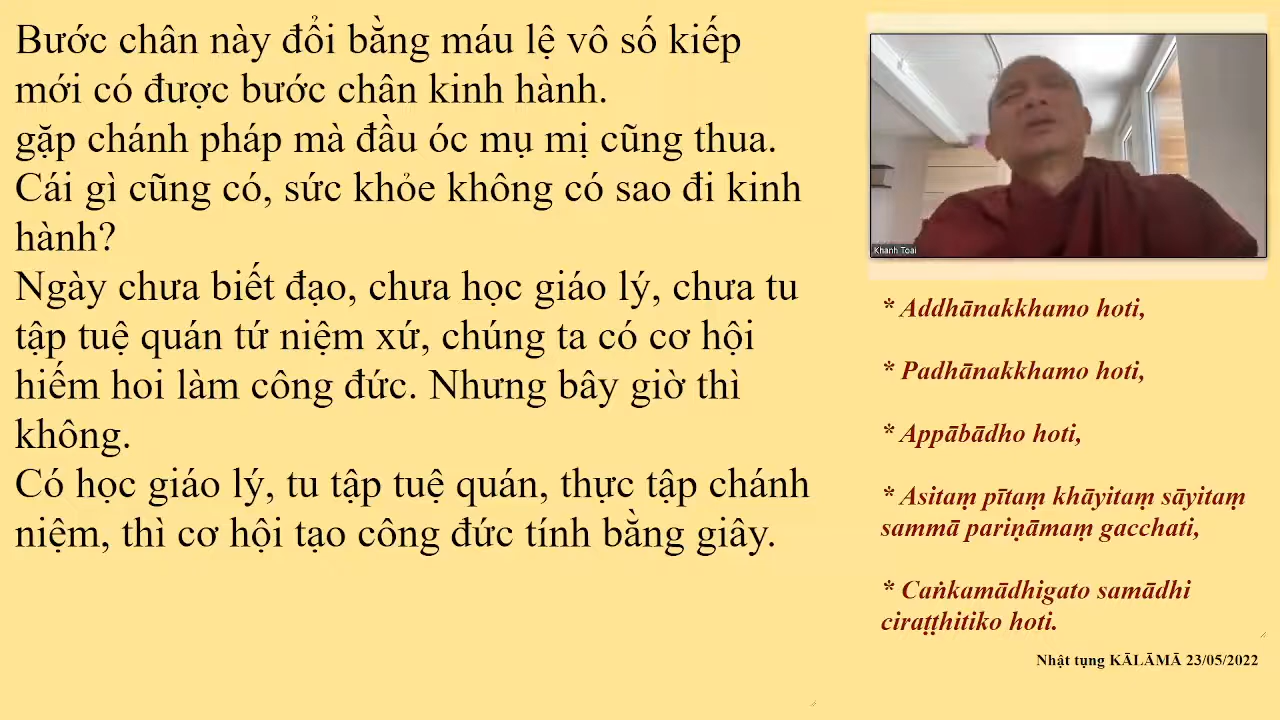 Bước chân này đổi bằng máu lệ vô số kiếp
mới có được bước chân kinh hành.
gặp chánh pháp mà đầu óc mụ mị cũng thua.
Cái gì cũng có, sức khỏe không có sao đi kinh
hành?
Ngày chưa biết đạo, chưa học giáo lý, chưa tu
tập tuệ quán tứ niệm xứ, chúng ta có cơ hội
hiếm hoi làm công đức. Nhưng bây giờ thì
không.
Có học giáo lý, tu tập tuệ quán, thực tập chánh
niệm, thì cơ hội tạo công đức tính bằng giây.
Khanh Toai
* Addhānakkhamo hoti,
* Padhānakkhamo hoti,
* Appābādho hoti,
* Asitaṃ pītaṃ khāyitaṃ sāyitaṃ
sammā pariṇāmaṃ gacchati,
* Caṅkamādhigato samādhi
ciraṭṭhitiko hoti.
Nhật tụng KĀLĀMĀ 23/05/2022